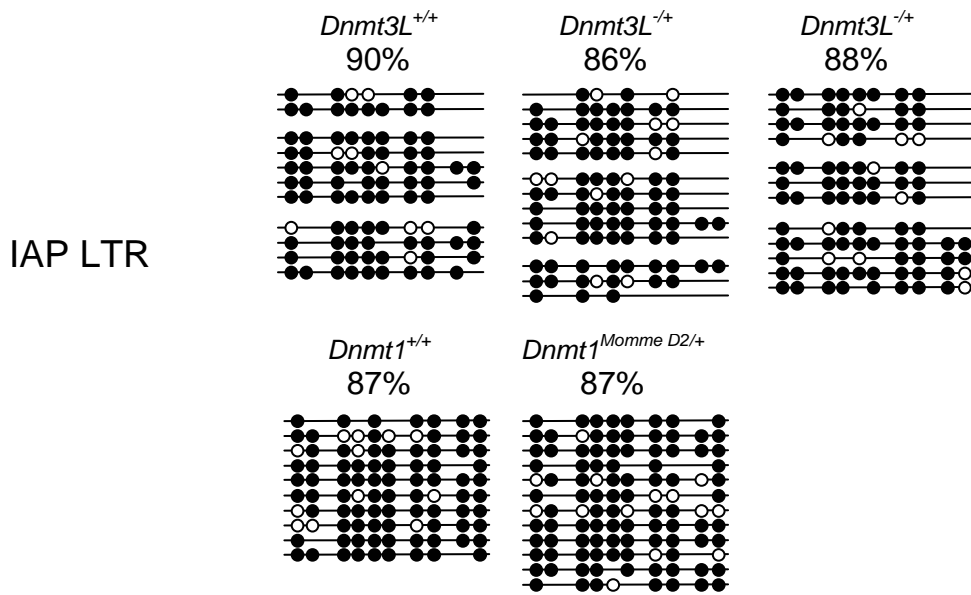 Dnmt3L+/+ Dnmt3L-/+ Dnmt3L-/+
90% 86% 88%
IAP LTR
Dnmt1+/+ Dnmt1Momme D2/+
87% 87%